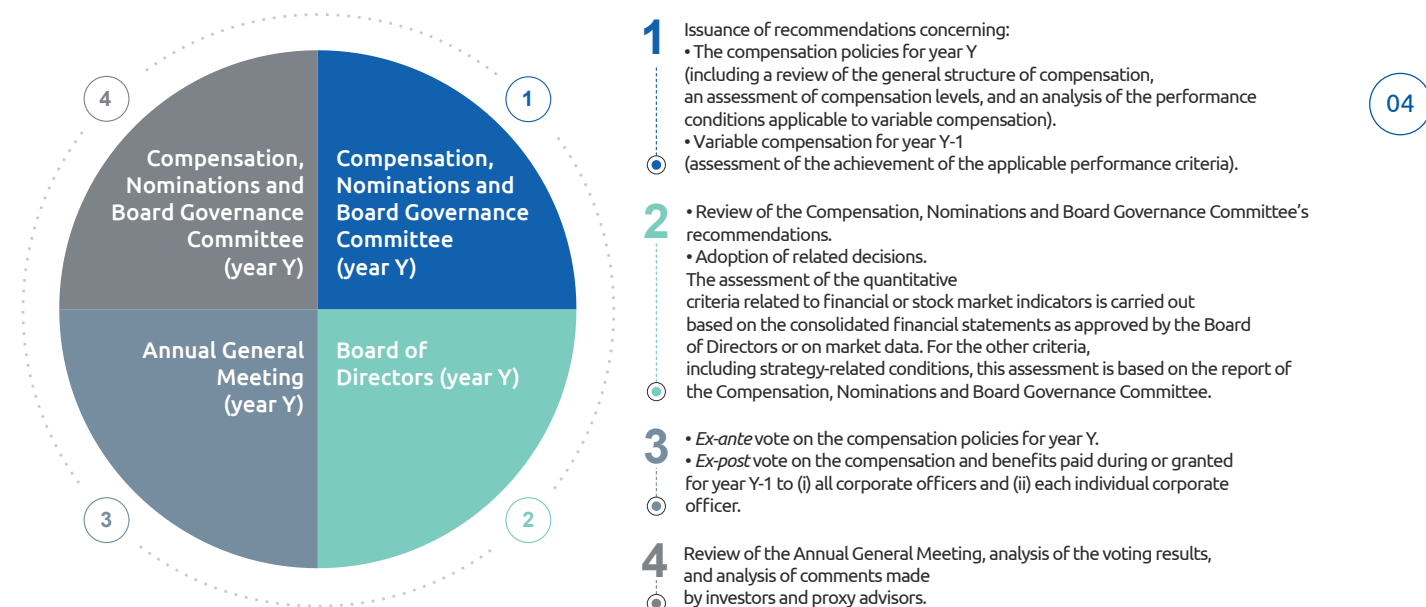 4
1
Compensation,
Nominations and
Board Governance
Committee
(year Y)
Compensation,
Nominations and
Board Governance
Committee
(year Y)
Annual General
Meeting
(year Y)
Board of
Directors (year Y)
3
2
1
Issuance of recommendations concerning:
• The compensation policies for year Y
(including a review of the general structure of compensation,
an assessment of compensation levels, and an analysis of the performance
conditions applicable to variable compensation).
• Variable compensation for year Y-1
(assessment of the achievement of the applicable performance criteria).
2
• Review of the Compensation, Nominations and Board Governance Committee’s
recommendations.
• Adoption of related decisions.
The assessment of the quantitative
criteria related to financial or stock market indicators is carried out
based on the consolidated financial statements as approved by the Board
of Directors or on market data. For the other criteria,
including strategy-related conditions, this assessment is based on the report of
the Compensation, Nominations and Board Governance Committee.
3
• Ex-ante vote on the compensation policies for year Y.
• Ex-post vote on the compensation and benefits paid during or granted
for year Y-1 to (i) all corporate officers and (ii) each individual corporate
officer.
4
Review of the Annual General Meeting, analysis of the voting results,
and analysis of comments made
by investors and proxy advisors.
04